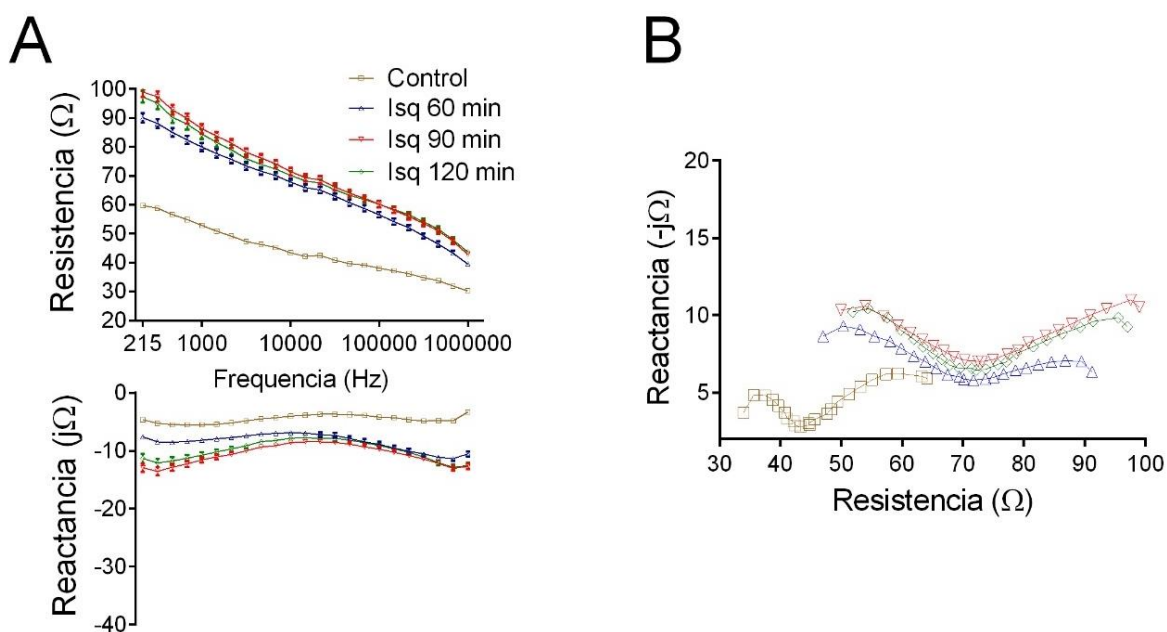 A
B
Resistencia (Ω)
100
90
80
70
60
50
40
30
20
Control
Isq 60 min
Isq 90 min
Isq 120 min
215 1000 10000 100000 1000000
Frequencia (Hz)
Reactancia (jΩ)
0
-10
-20
-30
-40
Reactancia (-jΩ)
20
15
10
5
30 40 50 60 70 80 90 100
Resistencia (Ω)